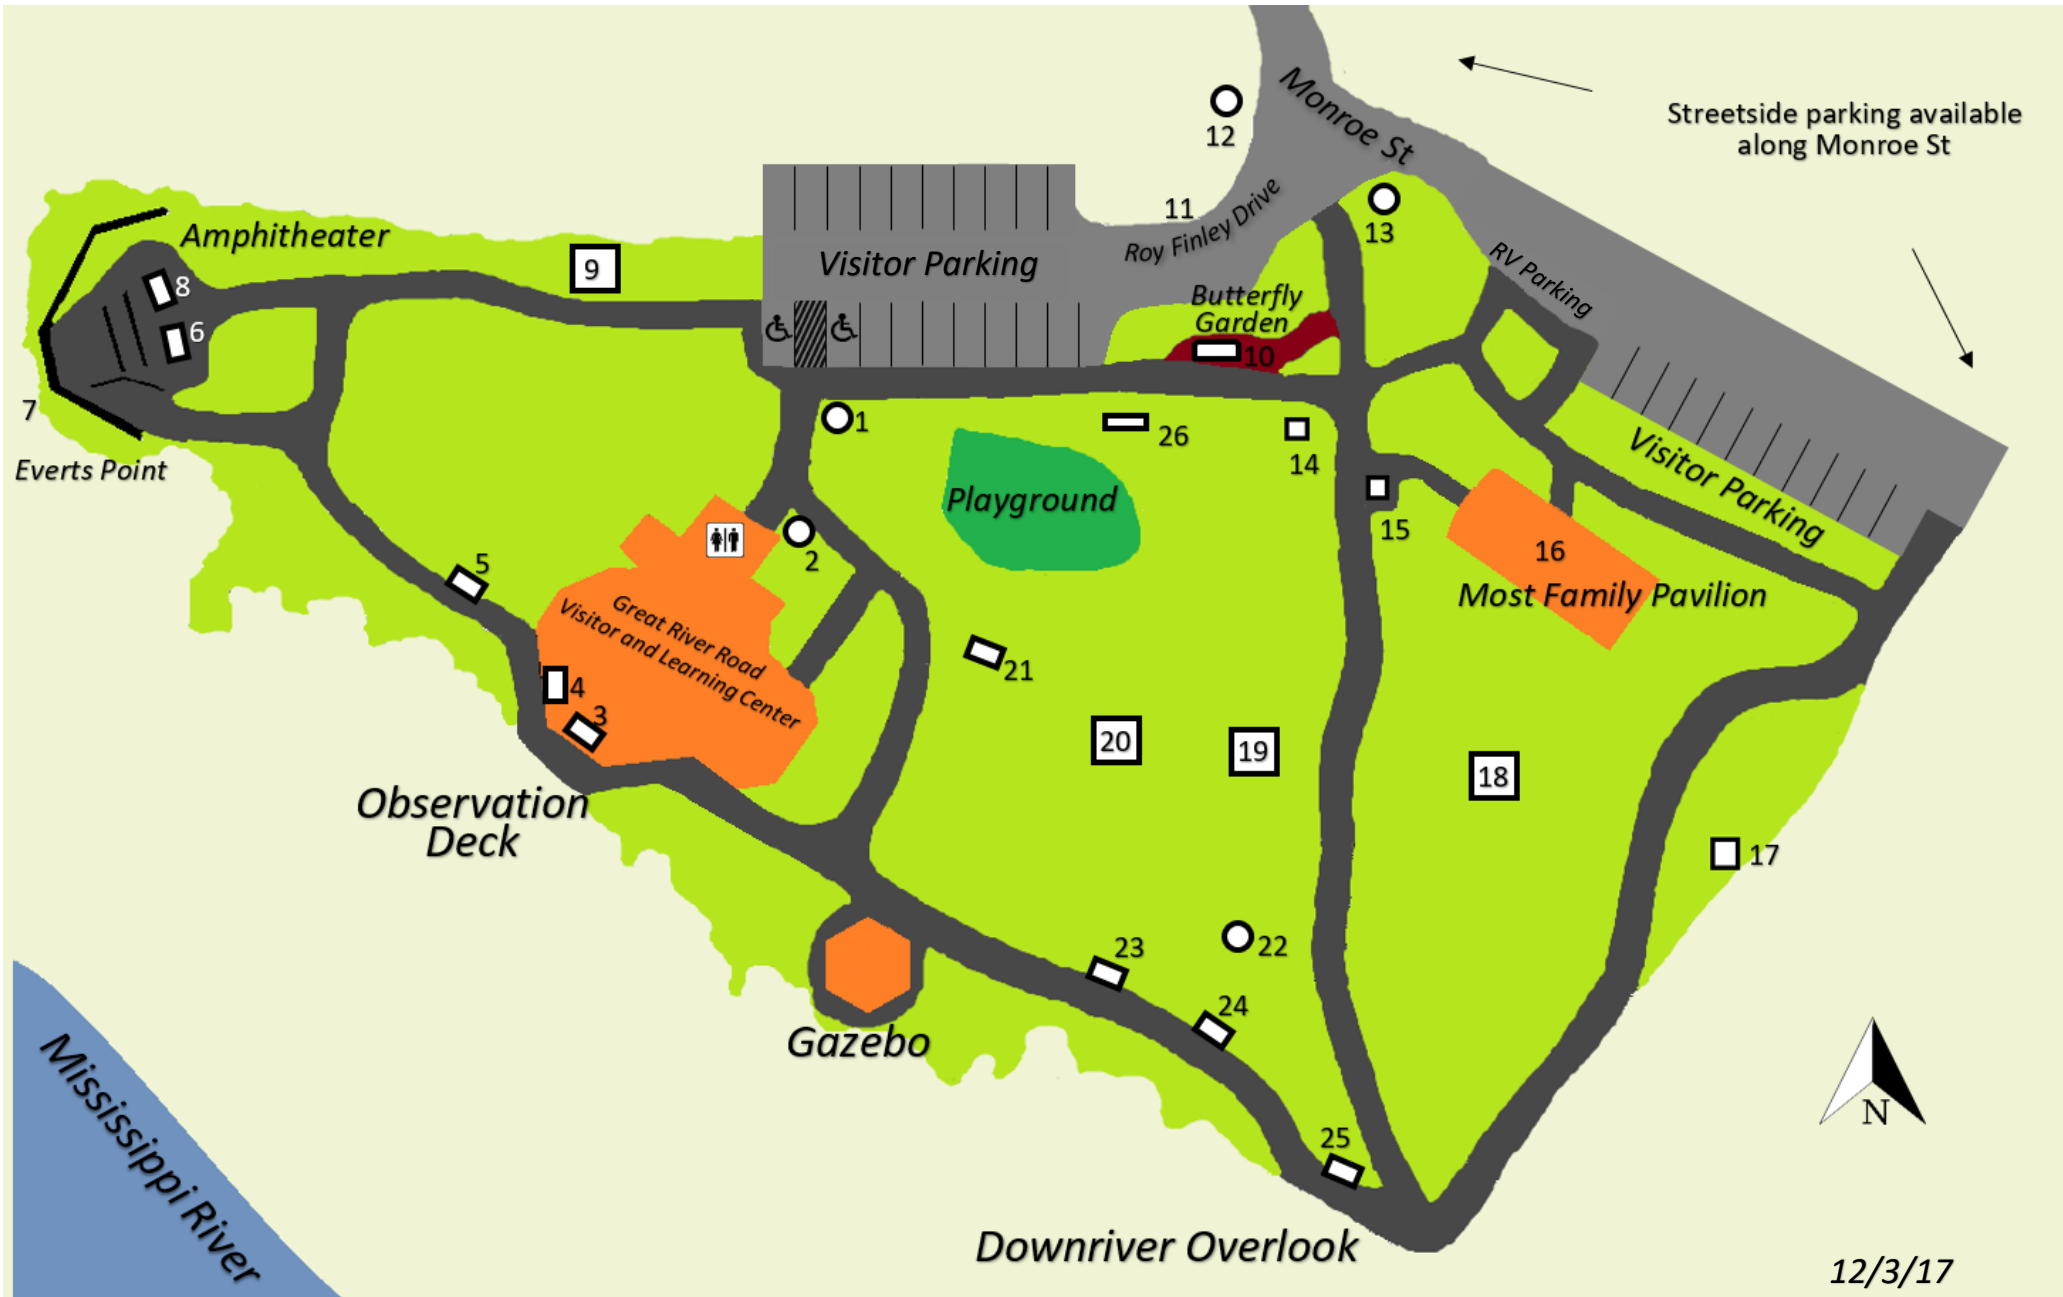 Monroe St
Streetside parking available
along Monroe St
12
13
11
Roy Finley Drive
RV Parking
Amphitheater
9
Visitor Parking
8
6
Butterfly
Garden
10
7
Everts Point
1
26
14
Visitor Parking
Playground
15
16
Most Family Pavilion
2
5
Great River Road
Visitor and Learning Center
4
3
21
20
19
18
Observation
Deck
17
23
22
24
Gazebo
25
Mississippi River
N
Downriver Overlook
12/3/17